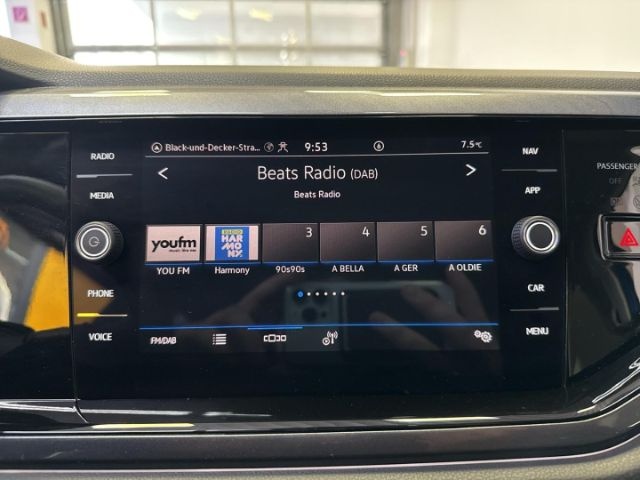 RADIO
MEDIA
PHONE
VOICE
Black-und-Decker-Stra...
9:53
7.5°C
Beats Radio (DAB)
Beats Radio
youfm
RADIO
HAR
MO
NY.
3
4
5
6
YOU FM
Harmony
90s90s
A BELLA
A GER
A OLDIE
FM/DAB
NAV
APP
CAR
MENU
PASSENGER
OFF